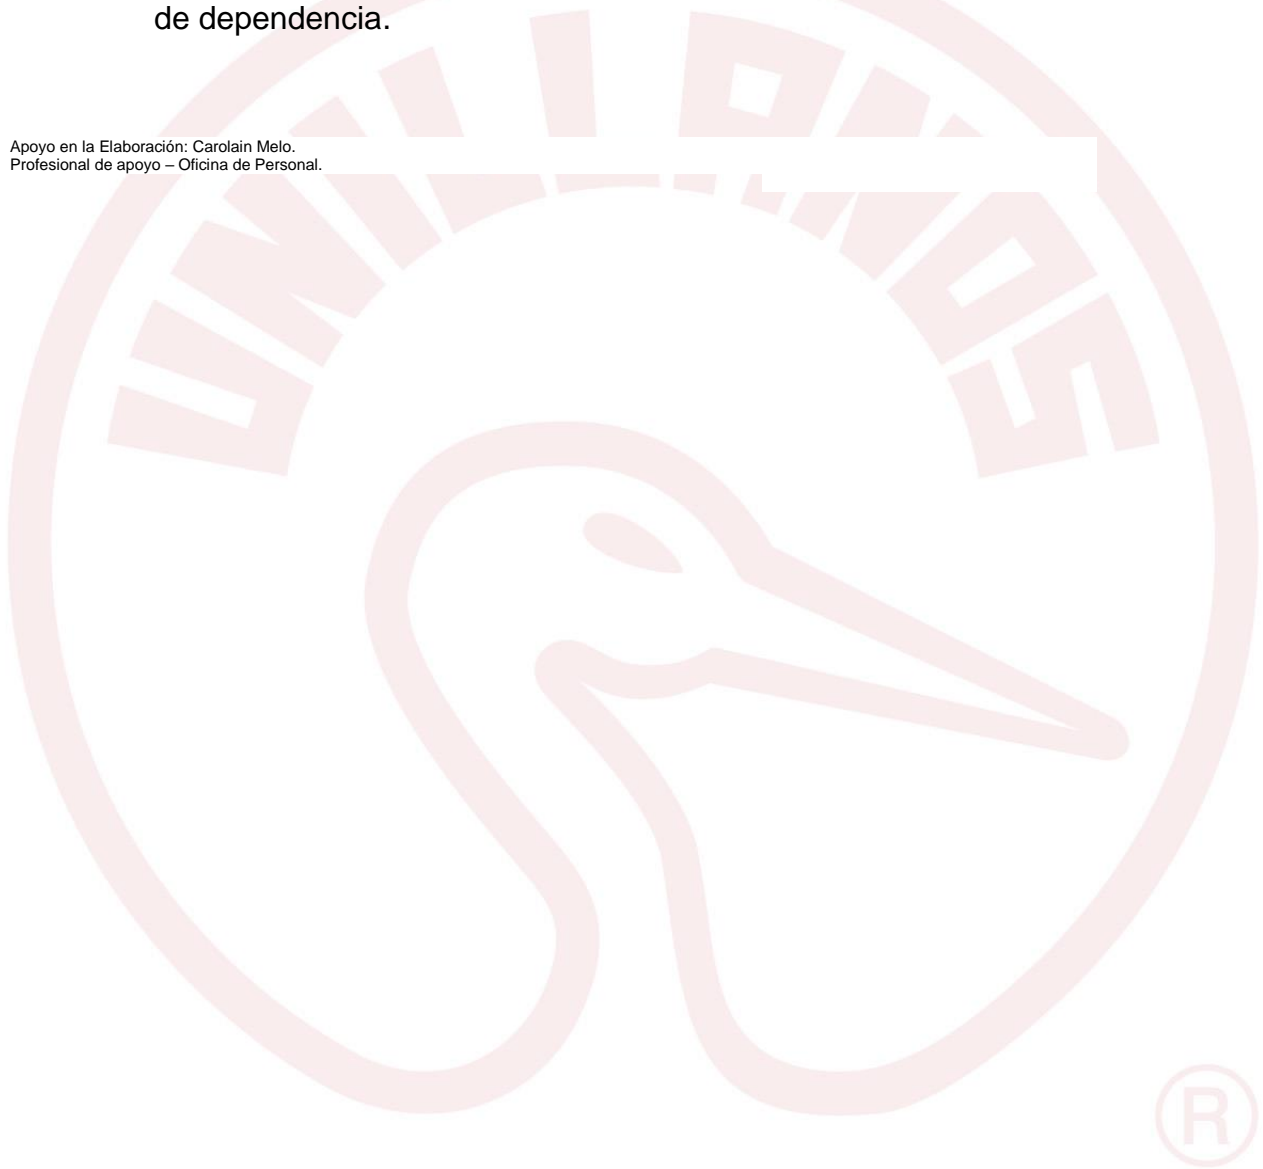 de dependencia.
Apoyo en la Elaboración: Carolain Melo.
Profesional de apoyo – Oficina de Personal.
UNILLANOS
®